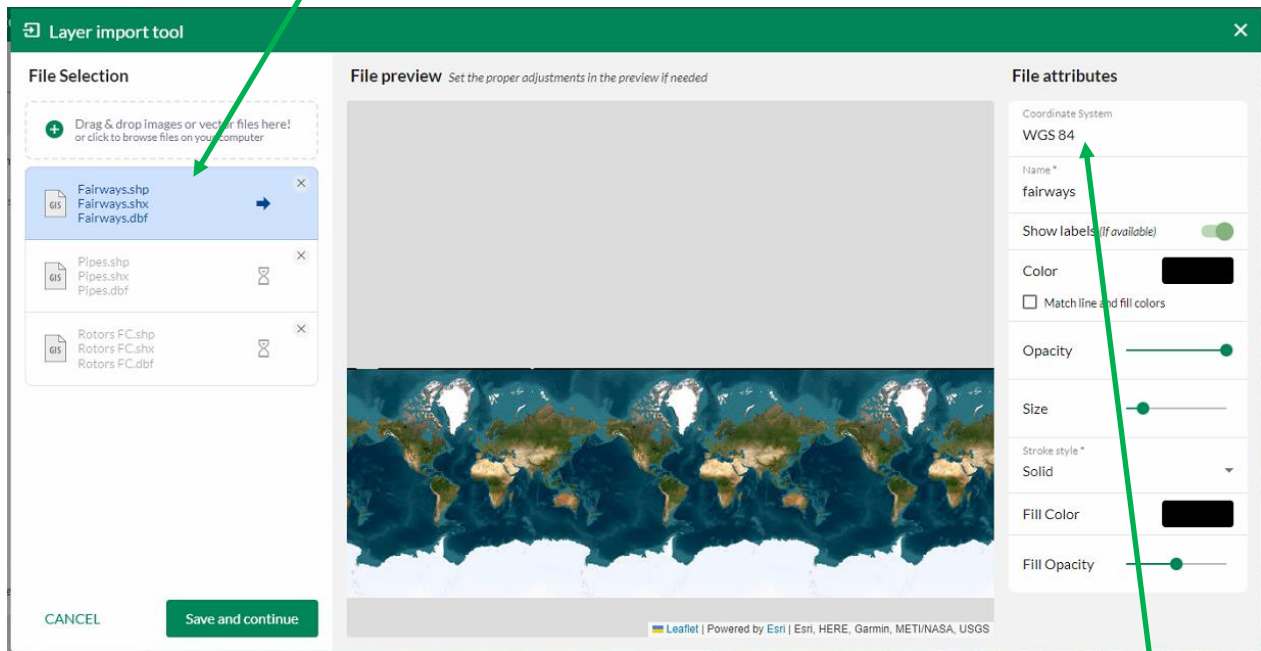 Layer import tool
File Selection
Drag & drop images or vector files here!
or click to browse files on your computer
GIS
Fairways.shp
Fairways.shx
Fairways.dbf
GIS
Pipes.shp
Pipes.shx
Pipes.dbf
GIS
Rotors FC.shp
Rotors FC.shx
Rotors FC.dbf
CANCEL
Save and continue
File preview Set the proper adjustments in the preview if needed
Leaflet | Powered by Esri | Esri, HERE, Garmin, METI/NASA, USGS
File attributes
Coordinate System
WGS 84
Name *
fairways
Show labels (If available)
Color
Match line and fill colors
Opacity
Size
Stroke style *
Solid
Fill Color
Fill Opacity